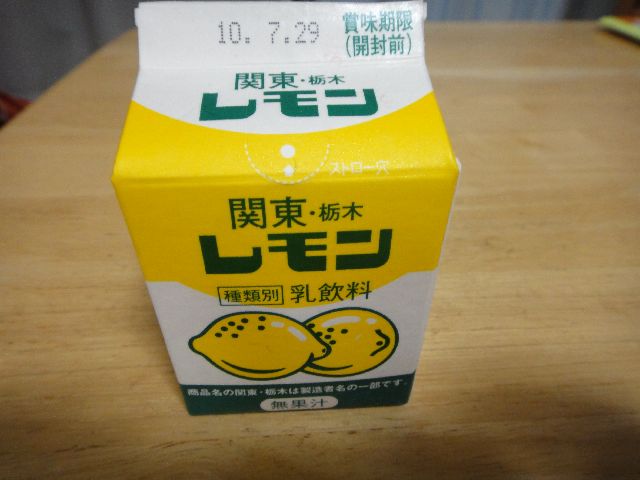 10. 7.29
賞味期限
(開封前)
関東・栃木
レモン
ストロー穴
関東・栃木
レモン
種類別 乳飲料
商品名の関東・栃木は製造者名の一部です。
無果汁